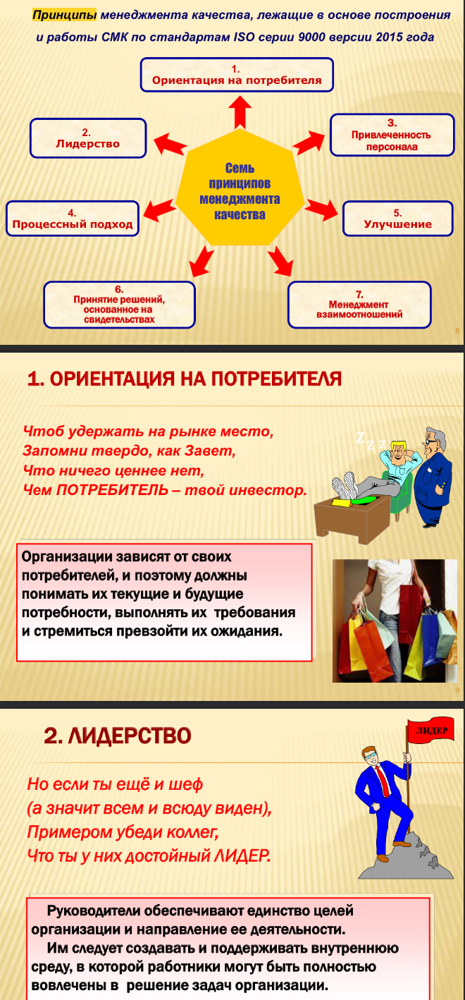 Принципы менеджмента качества, лежащие в основе построения
и работы СМК по стандартам ISO серии 9000 версии 2015 года
1.
Ориентация на потребителя
2.
Лидерство
3.
Привлеченность
персонала
Семь
принципов
менеджмента
качества
4.
Процессный подход
5.
Улучшение
6.
Принятие решений,
основанное на
свидетельствах
7.
Менеджмент
взаимоотношений
8
1. ОРИЕНТАЦИЯ НА ПОТРЕБИТЕЛЯ
Чтоб удержать на рынке место,
Запомни твердо, как Завет,
Что ничего ценнее нет,
Чем ПОТРЕБИТЕЛЬ – твой инвестор.
Z Z Z
Организации зависят от своих
потребителей, и поэтому должны
понимать их текущие и будущие
потребности, выполнять их требования
и стремиться превзойти их ожидания.
9
2. ЛИДЕРСТВО
ЛИДЕР
Но если ты ещё и шеф
(а значит всем и всюду виден),
Примером убеди коллег,
Что ты у них достойный ЛИДЕР.
Руководители обеспечивают единство целей
организации и направление ее деятельности.
Им следует создавать и поддерживать внутреннюю
среду, в которой работники могут быть полностью
вовлечены в решение задач организации.